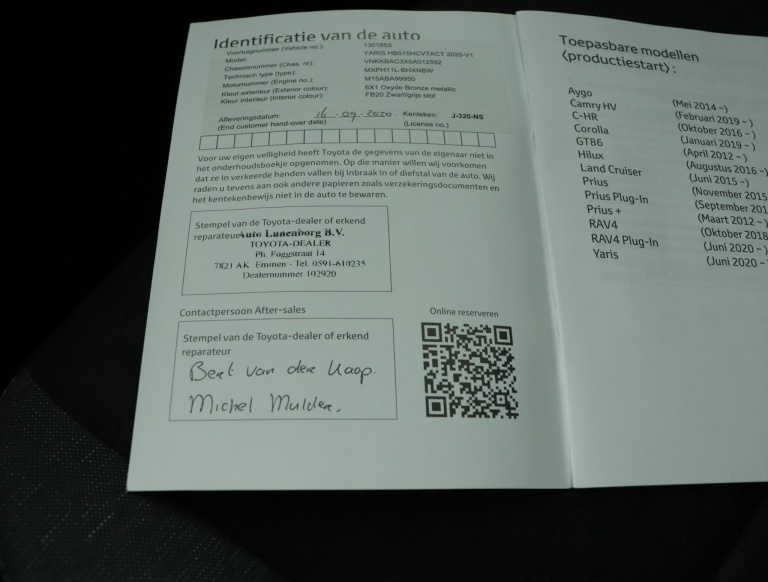 Identificatie van de auto
Voertuignummer (Vehicle no.): 1301853
Model: YARIS HB515HCVTACT 2020-V1
Chassisnummer (Chas. nr): VNKKBAC3X0A012592
Technisch type (type): MXPH11L-BHXNBW
Motornummer (Engine no.): M15ABA99950
Kleur exterieur (Exterior colour): 6X1 Oxyde Bronze metallic
Kleur interieur (Interior colour): FB20 Zwart/grijs stof
Afleveringsdatum: 16-09-2020. Kenteken: J-320-NS
(End customer hand-over date) (License no.)
Voor uw eigen veiligheid heeft Toyota de gegevens van de eigenaar niet in
het onderhoudsboekje opgenomen. Op die manier willen wij voorkomen
dat ze in verkeerde handen vallen bij inbraak in of diefstal van de auto. Wij
raden u tevens aan ook andere papieren zoals verzekeringsdocumenten en
het kentekenbewijs niet in de auto te bewaren.
Stempel van de Toyota-dealer of erkend
reparateur Auto Lunenborg B.V.
TOYOTA-DEALER
Ph. Foggstraat 14
7821 AK Emmen - Tel. 0591-610235
Dealernummer 102920
Contactpersoon After-sales
Stempel van de Toyota-dealer of erkend
reparateur
Bert van der Kaap.
Michel Mulder.
Online reserveren
Toepasbare modellen
(productiestart):
Aygo (Mei 2014 ~)
Camry HV (Februari 2019 ~)
C-HR (Oktober 2016 ~)
Corolla (Januari 2019 ~)
GT86 (April 2012 ~)
Hilux (Augustus 2016 ~)
Land Cruiser (Juni 2015 ~)
Prius (November 2015
Prius Plug-In (September 201
Prius + (Maart 2012 ~)
RAV4 (Oktober 2018
RAV4 Plug-In (Juni 2020 ~)
Yaris (Juni 2020 ~